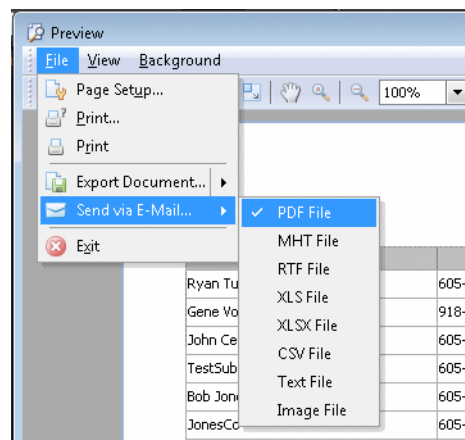 Preview
File View Background
100%
Page Setup...
Print...
Print
Export Document...
Send via E-Mail...
Exit
PDF File
MHT File
RTF File
XLS File
XLSX File
CSV File
Text File
Image File
Ryan Tu 605-
Gene Vo 918-
John Ce 605-
TestSub 605-
Bob Jon 605-
JonesCo 605-